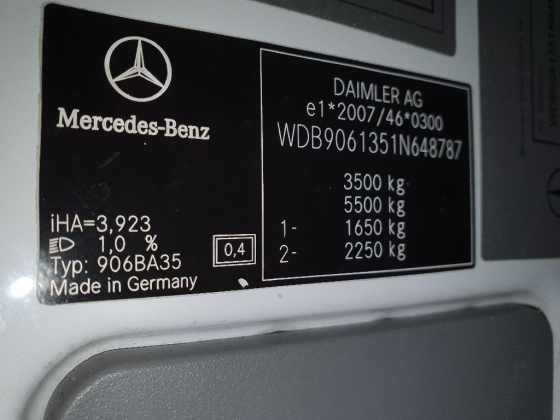 Mercedes-Benz
iHA=3,923
1,0 %
Typ: 906BA35
Made in Germany
0,4
DAIMLER AG
e1*2007/46*0300
WDB9061351N648787
3500 kg
5500 kg
1- 1650 kg
2- 2250 kg